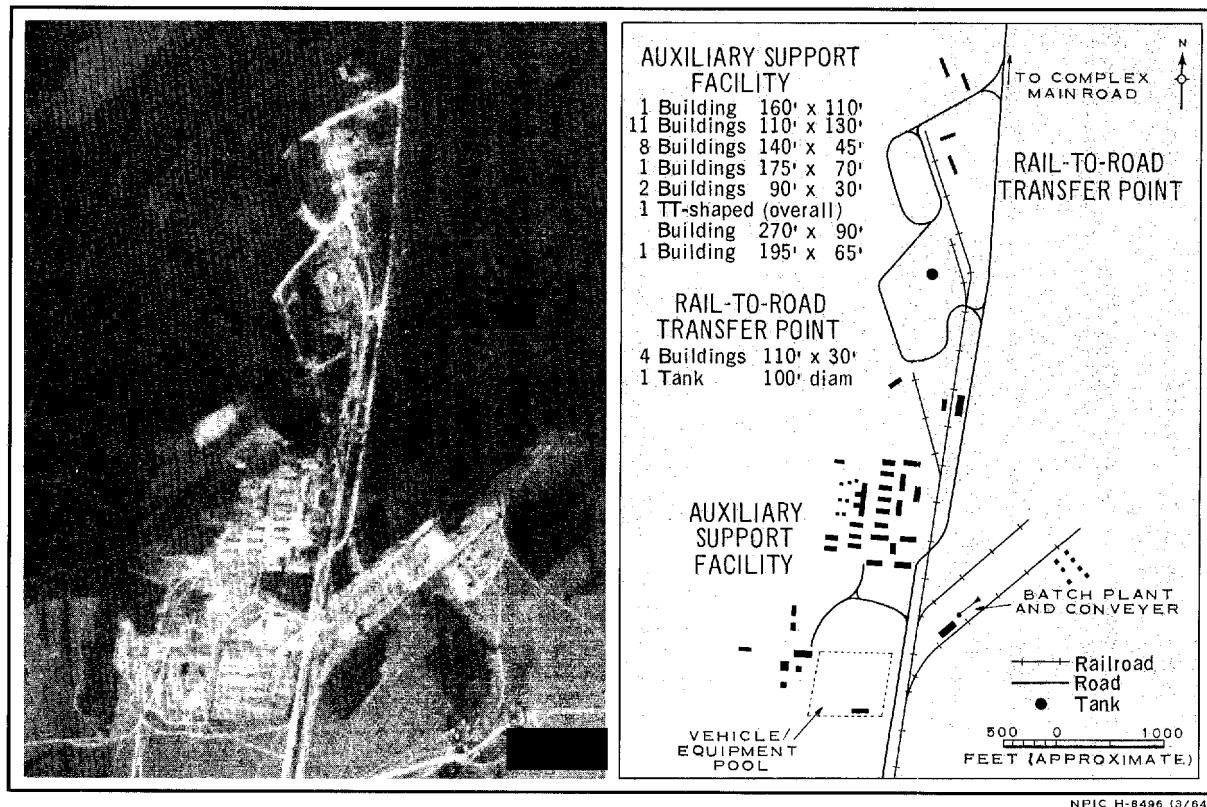 AUXILIARY SUPPORT
FACILITY
1 Building 160' x 110'
11 Buildings 110' x 130'
8 Buildings 140' x 45'
1 Building 175' x 70'
2 Buildings 90' x 30'
1 TT-shaped (overall)
Building 270' x 90'
1 Building 195' x 65'
RAIL-TO-ROAD
TRANSFER POINT
4 Buildings 110' x 30'
1 Tank 100' diam
N
TO COMPLEX
MAIN ROAD
RAIL-TO-ROAD
TRANSFER POINT
AUXILIARY
SUPPORT
FACILITY
BATCH PLANT
AND CONVEYER
Railroad
Road
Tank
VEHICLE/
EQUIPMENT
POOL
500 0 1000
FEET (APPROXIMATE)
NPIC H-8496 (3/64